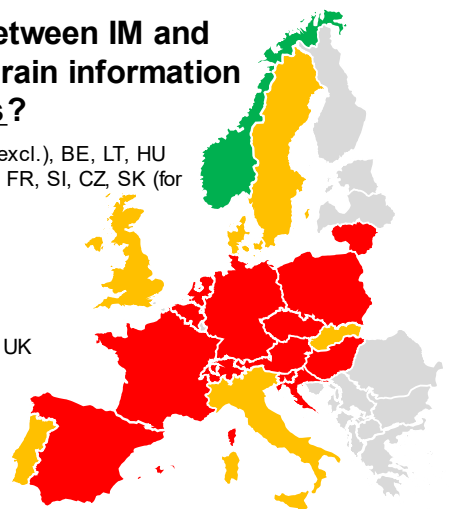 etween IM and
rain information
s?
excl.), BE, LT, HU
FR, SI, CZ, SK (for
UK